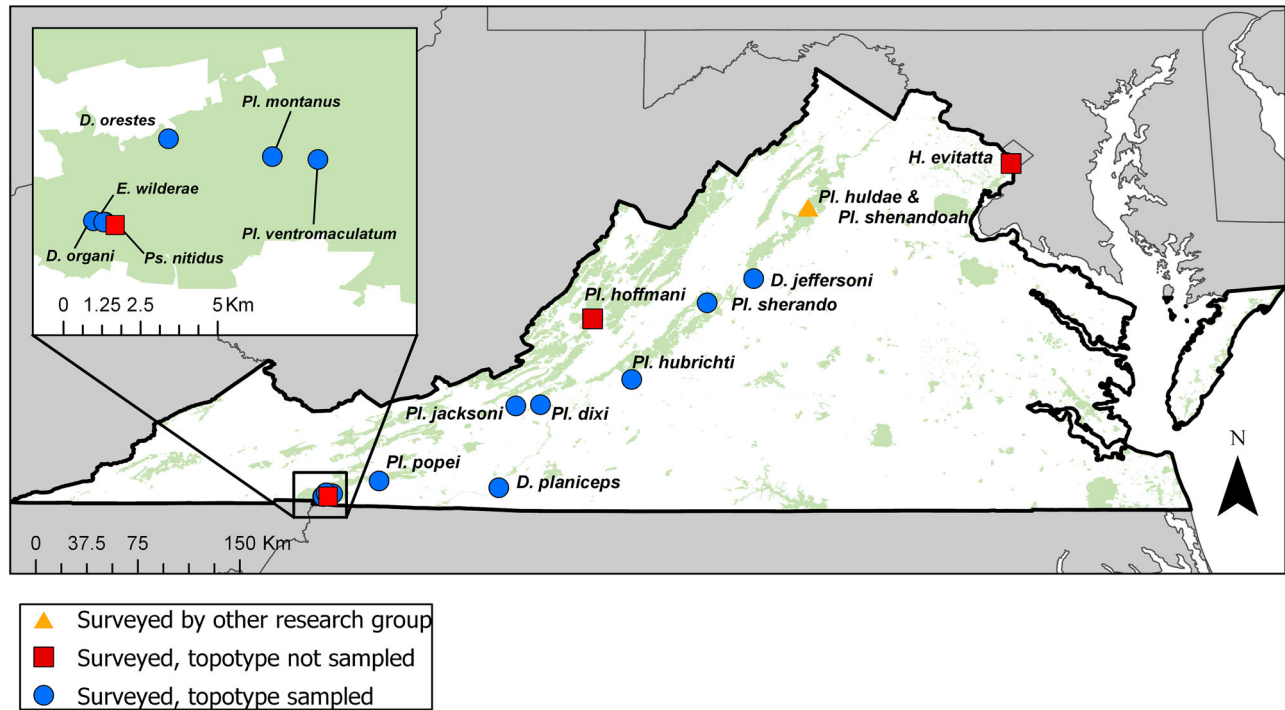 Pl. montanus
D. orestes
E. wilderae
Pl. ventromaculatum
D. organi
Ps. nitidus
0 1.25 2.5 5 Km
H. evitatta
Pl. huldae &
Pl. shenandoah
D. jeffersoni
Pl. hoffmani
Pl. sherando
Pl. hubrichti
Pl. jacksoni
Pl. dixi
Pl. popei
D. planiceps
N
0 37.5 75 150 Km
Surveyed by other research group
Surveyed, topotype not sampled
Surveyed, topotype sampled